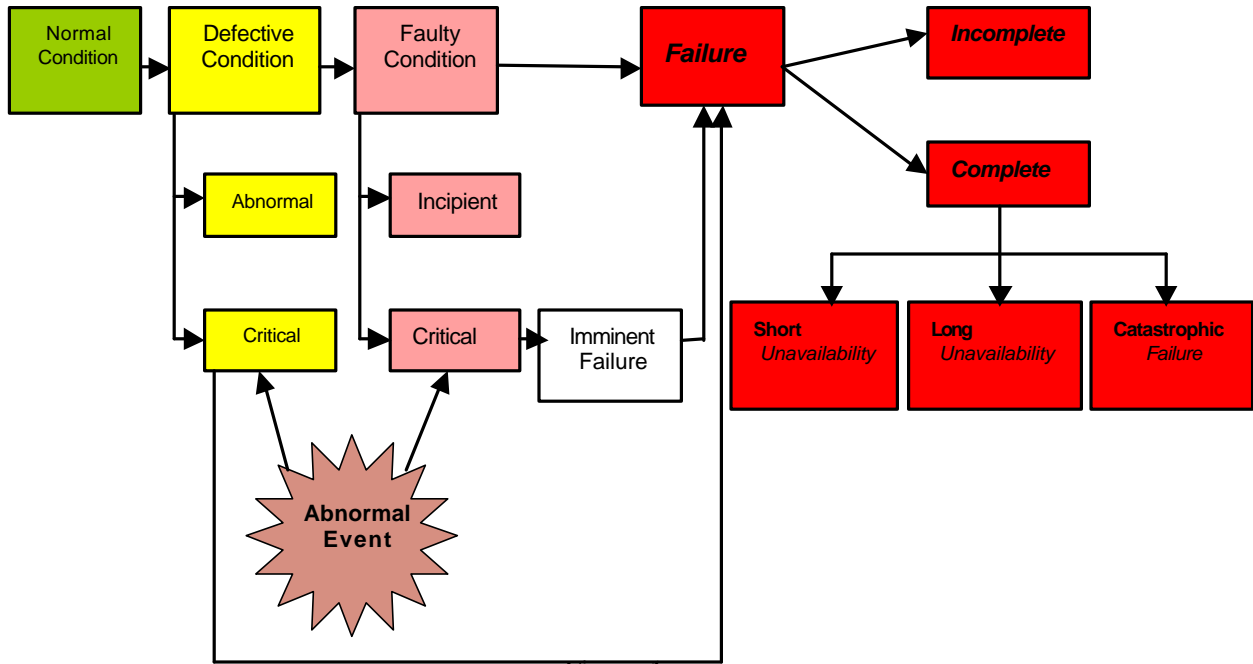 Normal
Condition
Defective
Condition
Faulty
Condition
Failure
Incomplete
Complete
Abnormal
Incipient
Critical
Critical
Imminent
Failure
Short
Unavailability
Long
Unavailability
Catastrophic
Failure
Abnormal
Event